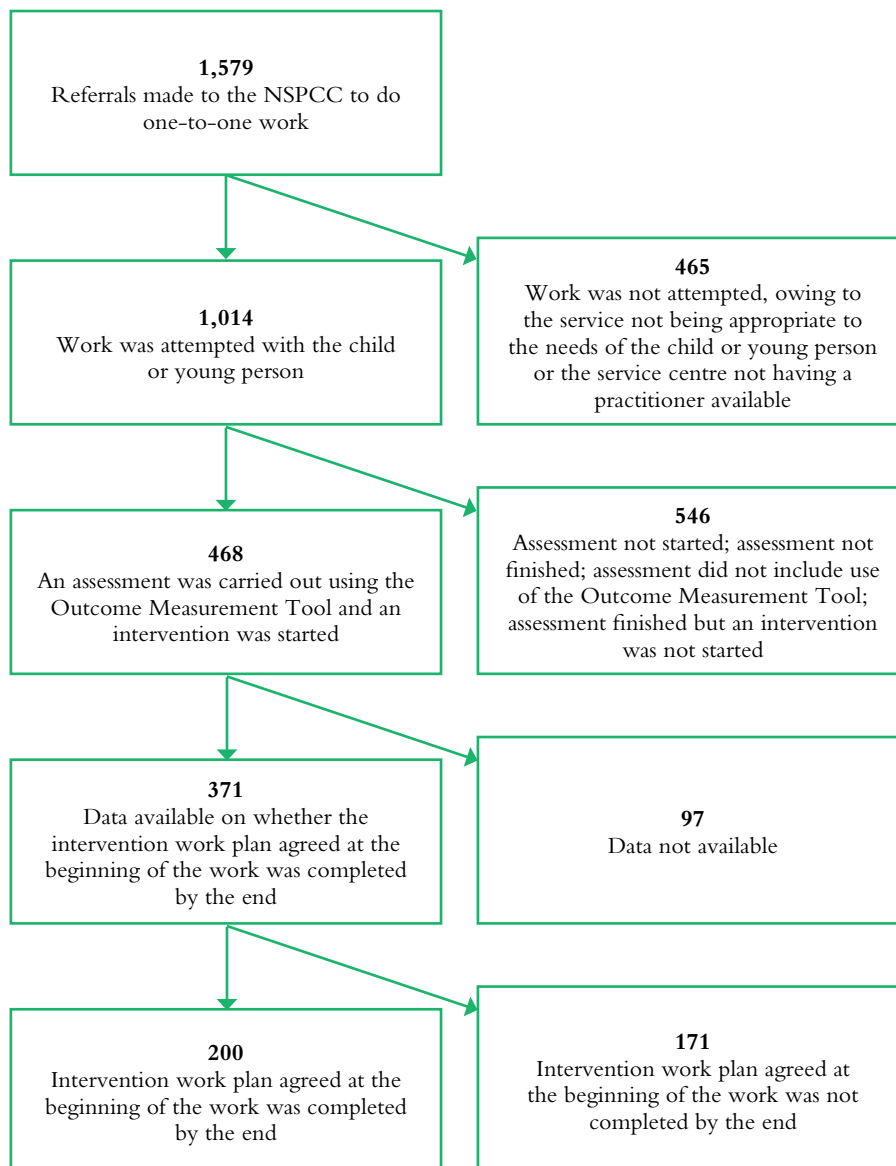 1,579
Referrals made to the NSPCC to do
one-to-one work
1,014
Work was attempted with the child
or young person
465
Work was not attempted, owing to
the service not being appropriate to
the needs of the child or young person
or the service centre not having a
practitioner available
468
An assessment was carried out using the
Outcome Measurement Tool and an
intervention was started
546
Assessment not started; assessment not
finished; assessment did not include use
of the Outcome Measurement Tool;
assessment finished but an intervention
was not started
371
Data available on whether the
intervention work plan agreed at the
beginning of the work was completed
by the end
97
Data not available
200
Intervention work plan agreed at the
beginning of the work was completed
by the end
171
Intervention work plan agreed at
the beginning of the work was not
completed by the end